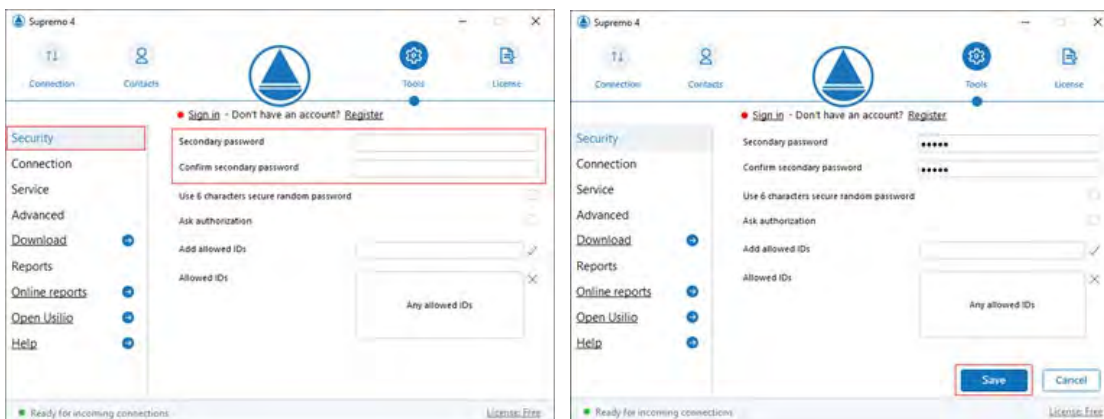 Supremo 4
Connection
Contacts
Tools
License
Sign in - Don't have an account? Register
Security
Connection
Service
Advanced
Download
Reports
Online reports
Open Usilio
Help
Secondary password
Confirm secondary password
Use 6 characters secure random password
Ask authorization
Add allowed IDs
Allowed IDs
Any allowed IDs
Ready for incoming connections
License: Free
Supremo 4
Connection
Contacts
Tools
License
Sign in - Don't have an account? Register
Security
Connection
Service
Advanced
Download
Reports
Online reports
Open Usilio
Help
Secondary password
•••••
Confirm secondary password
•••••
Use 6 characters secure random password
Ask authorization
Add allowed IDs
Allowed IDs
Any allowed IDs
Save
Cancel
Ready for incoming connections
License: Free